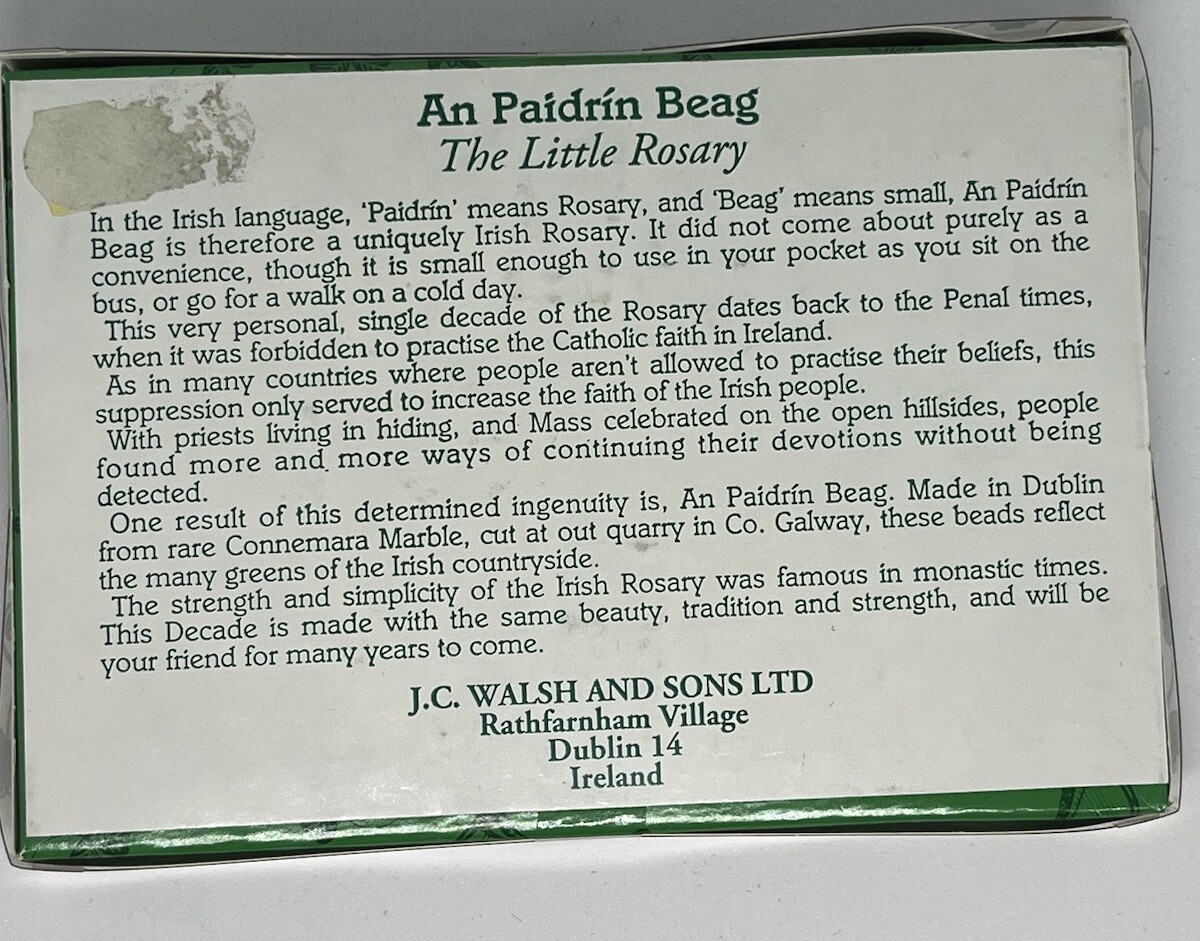 An Paidrín Beag
The Little Rosary
In the Irish language, ‘Paidrín’ means Rosary, and ‘Beag’ means small, An Paidrín
Beag is therefore a uniquely Irish Rosary. It did not come about purely as a
convenience, though it is small enough to use in your pocket as you sit on the
bus, or go for a walk on a cold day.
This very personal, single decade of the Rosary dates back to the Penal times,
when it was forbidden to practise the Catholic faith in Ireland.
As in many countries where people aren't allowed to practise their beliefs, this
suppression only served to increase the faith of the Irish people.
With priests living in hiding, and Mass celebrated on the open hillsides, people
found more and more ways of continuing their devotions without being
detected.
One result of this determined ingenuity is, An Paidrín Beag. Made in Dublin
from rare Connemara Marble, cut at out quarry in Co. Galway, these beads reflect
the many greens of the Irish countryside.
The strength and simplicity of the Irish Rosary was famous in monastic times.
This Decade is made with the same beauty, tradition and strength, and will be
your friend for many years to come.
J.C. WALSH AND SONS LTD
Rathfarnham Village
Dublin 14
Ireland